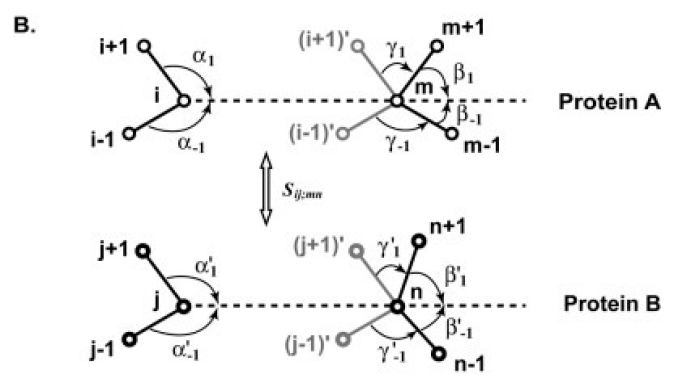 B.
i+1 α1 (i+1)' γ1 m+1
i m β1 Protein A
i-1 α-1 (i-1)' γ-1 β-1 m-1
Sij;mn
j+1 α'1 (j+1)' γ'1 n+1
j n β'1 Protein B
j-1 α'-1 (j-1)' γ'-1 β'-1 n-1